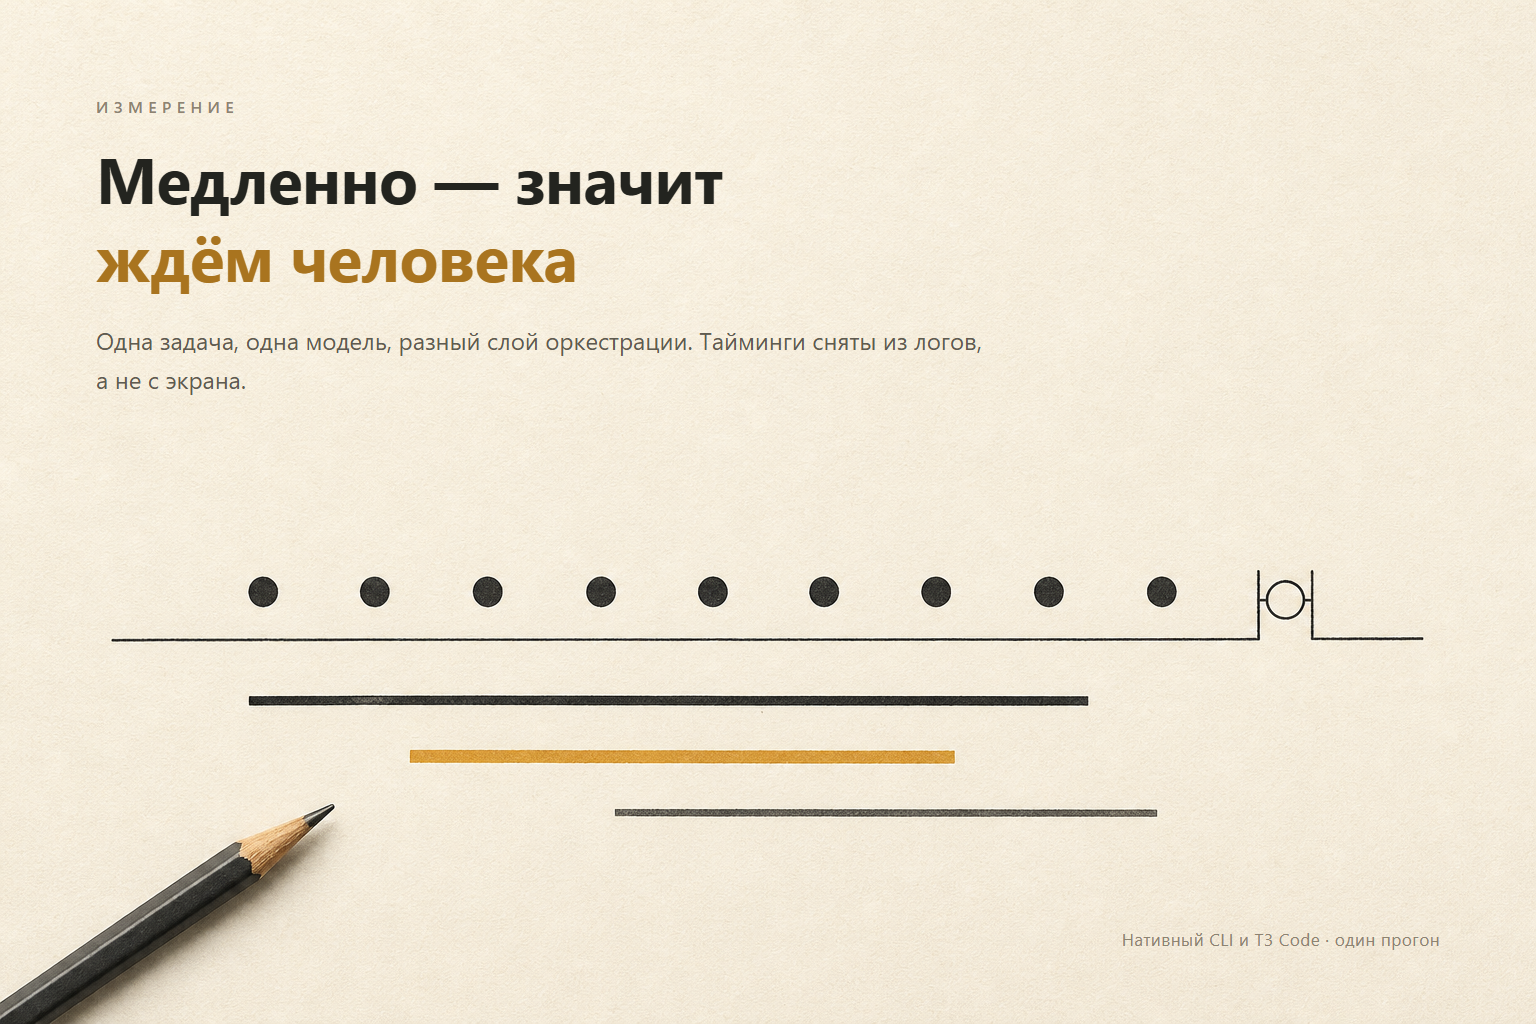 ИЗМЕРЕНИЕ
Медленно — значит
ждём человека
Одна задача, одна модель, разный слой оркестрации. Тайминги сняты из логов,
а не с экрана.
Нативный CLI и T3 Code · один прогон